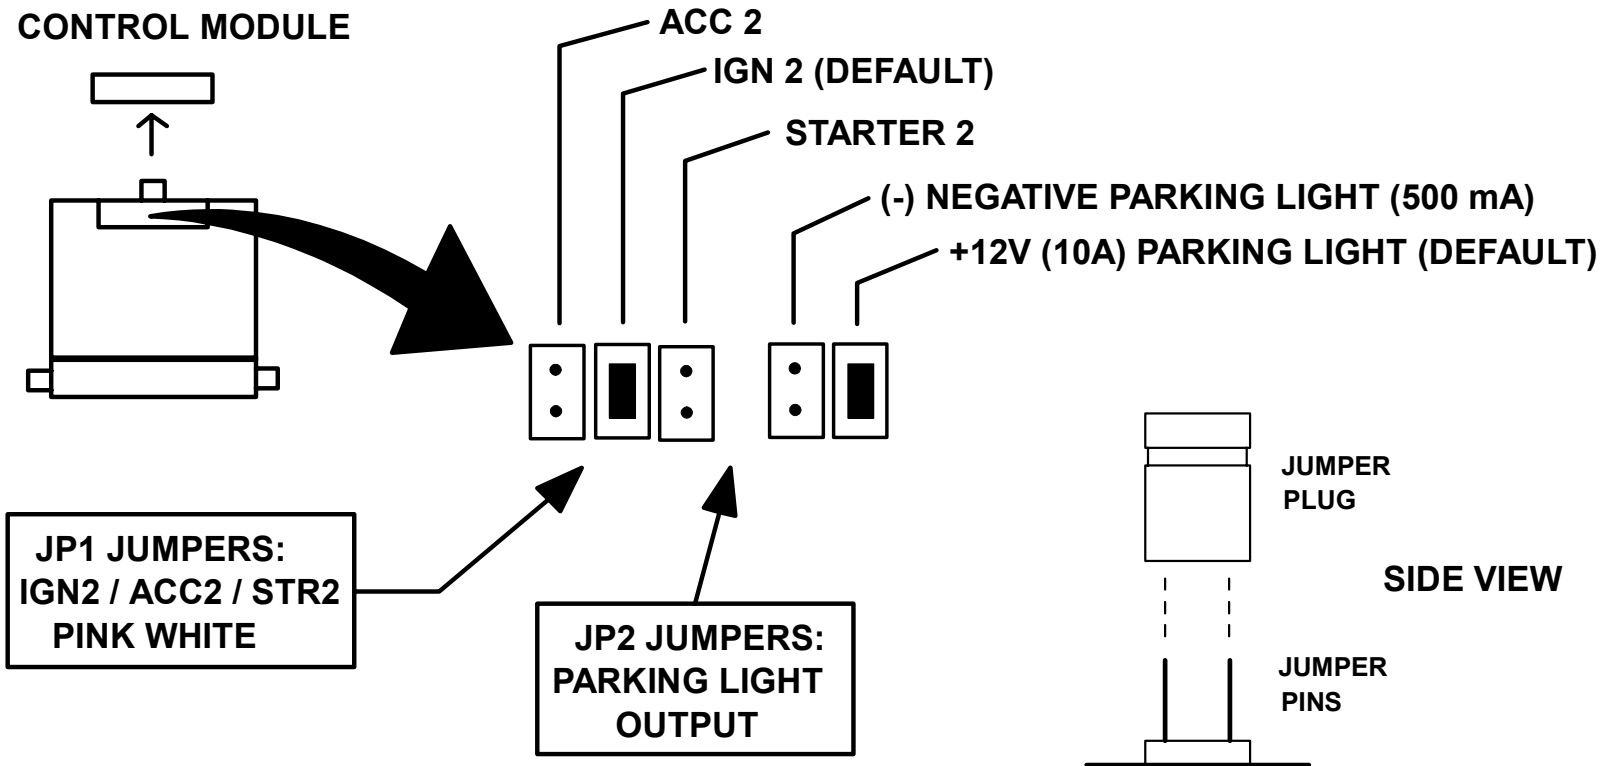 CONTROL MODULE
ACC 2
IGN 2 (DEFAULT)
STARTER 2
(-) NEGATIVE PARKING LIGHT (500 mA)
+12V (10A) PARKING LIGHT (DEFAULT)
JP1 JUMPERS:
IGN2 / ACC2 / STR2
PINK WHITE
JP2 JUMPERS:
PARKING LIGHT
OUTPUT
JUMPER
PLUG
SIDE VIEW
JUMPER
PINS